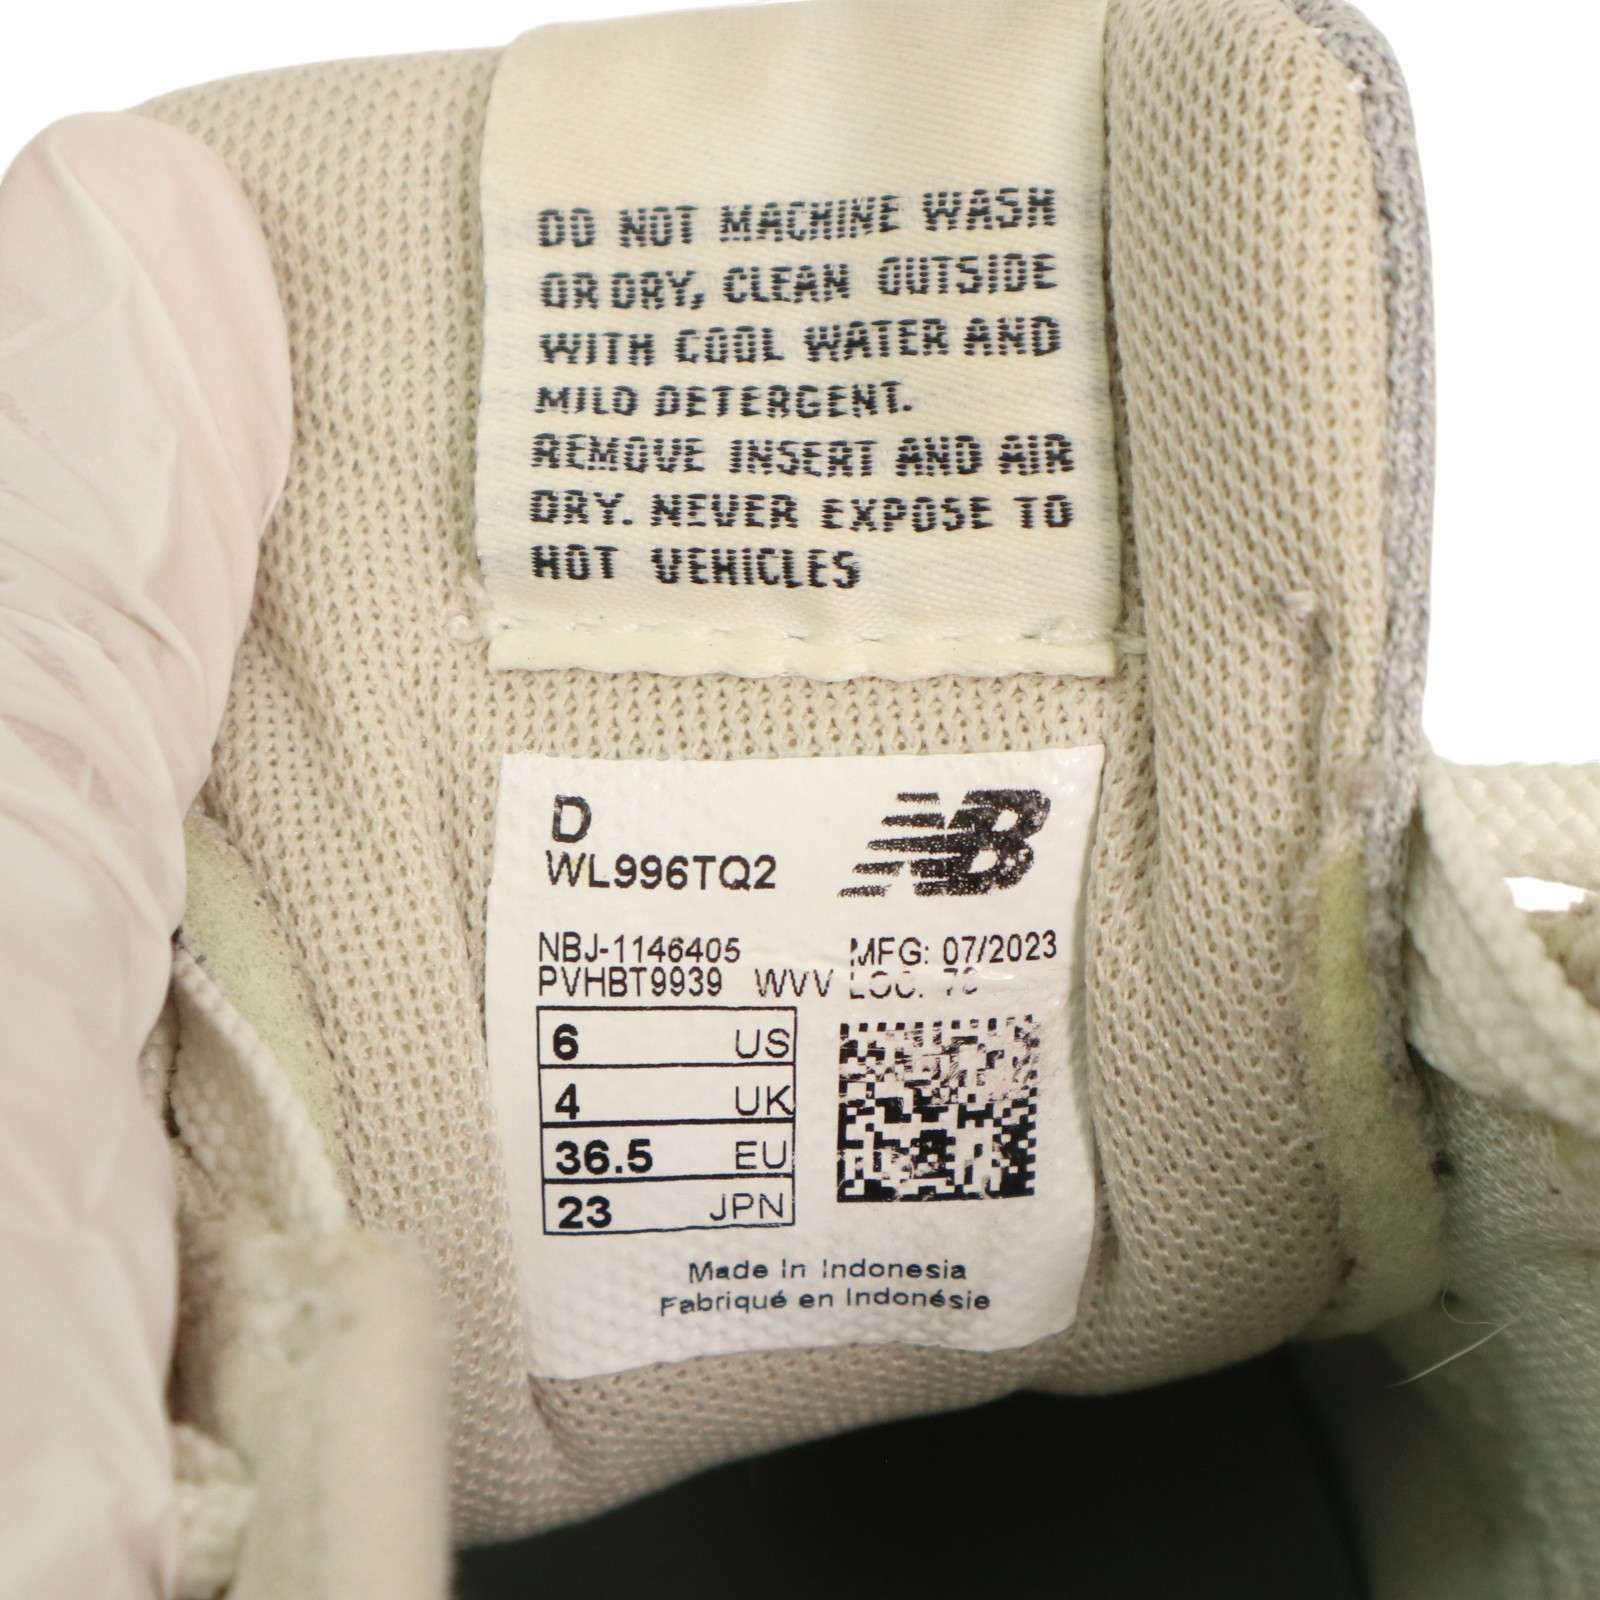 DO NOT MACHINE WASH
OR DRY, CLEAN OUTSIDE
WITH COOL WATER AND
MILD DETERGENT.
REMOVE INSERT AND AIR
DRY. NEVER EXPOSE TO
HOT VEHICLES
D
WL996TQ2
NB
NBJ-1146405 MFG: 07/2023
PVHBT9939 WVV LOC:
6 US
4 UK
36.5 EU
23 JPN
Made In Indonesia
Fabriqué en Indonésie